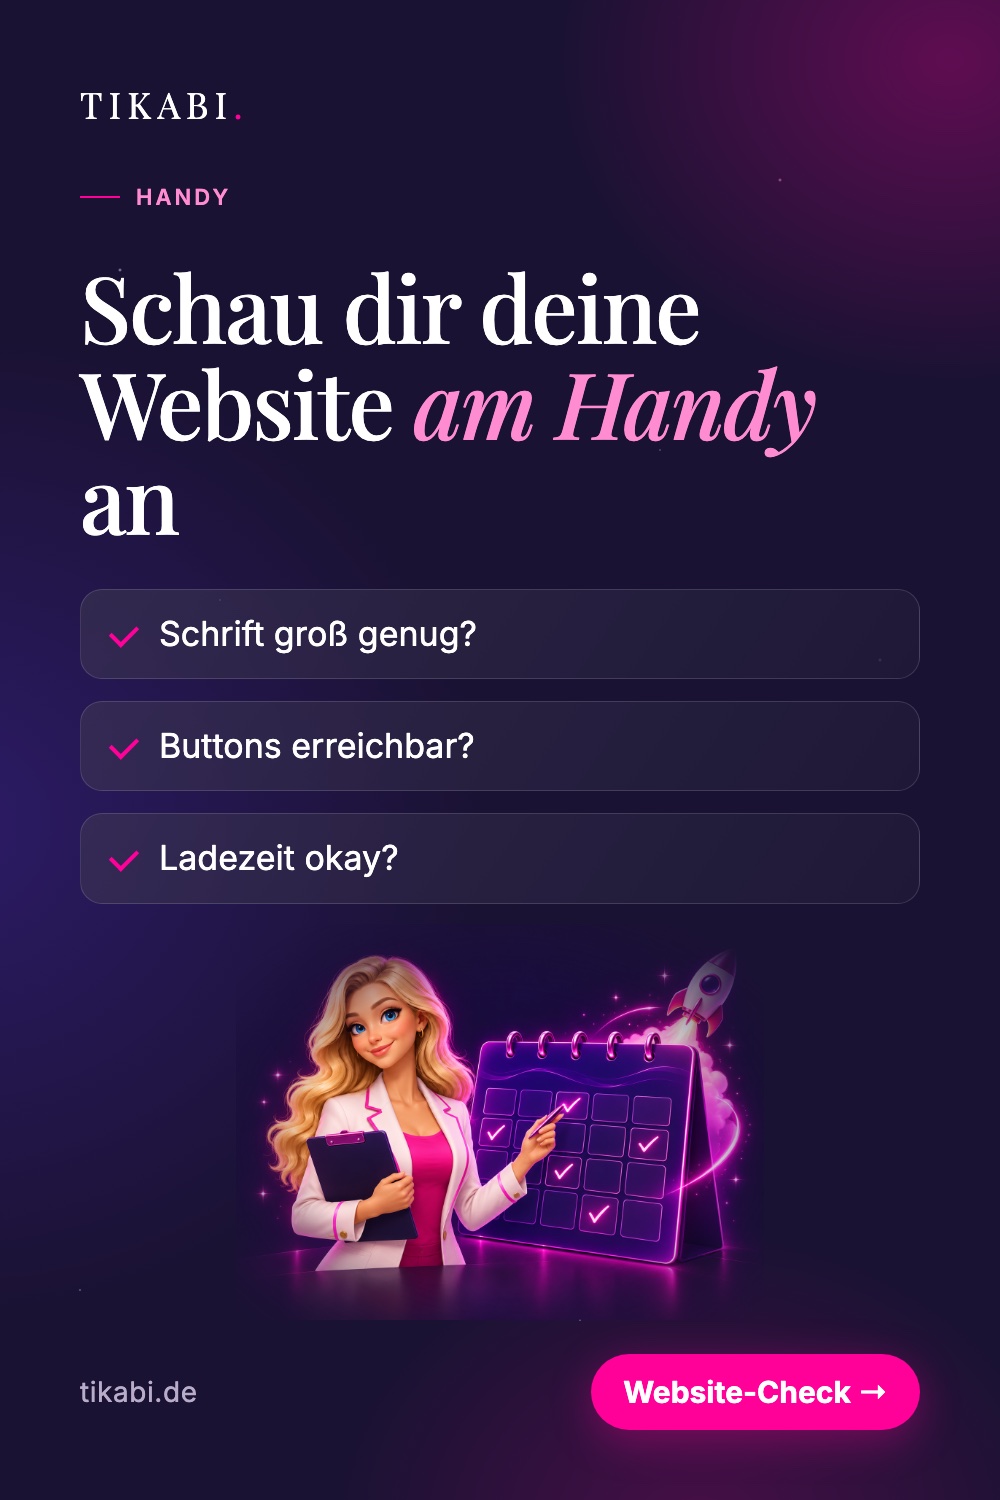 TIKABI.
HANDY
Schau dir deine
Website am Handy
an
Schrift groß genug?
Buttons erreichbar?
Ladezeit okay?
tikabi.de
Website-Check →